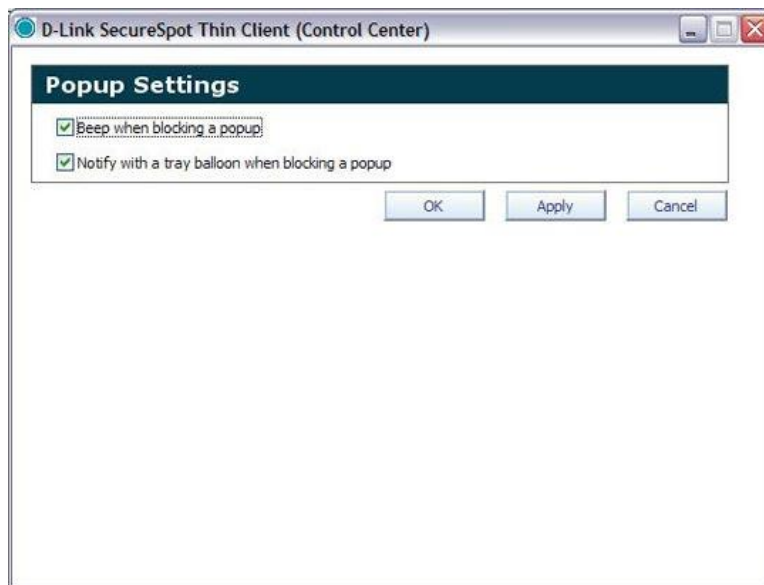 D-Link SecureSpot Thin Client (Control Center)
Popup Settings
Beep when blocking a popup
Notify with a tray balloon when blocking a popup
OK Apply Cancel